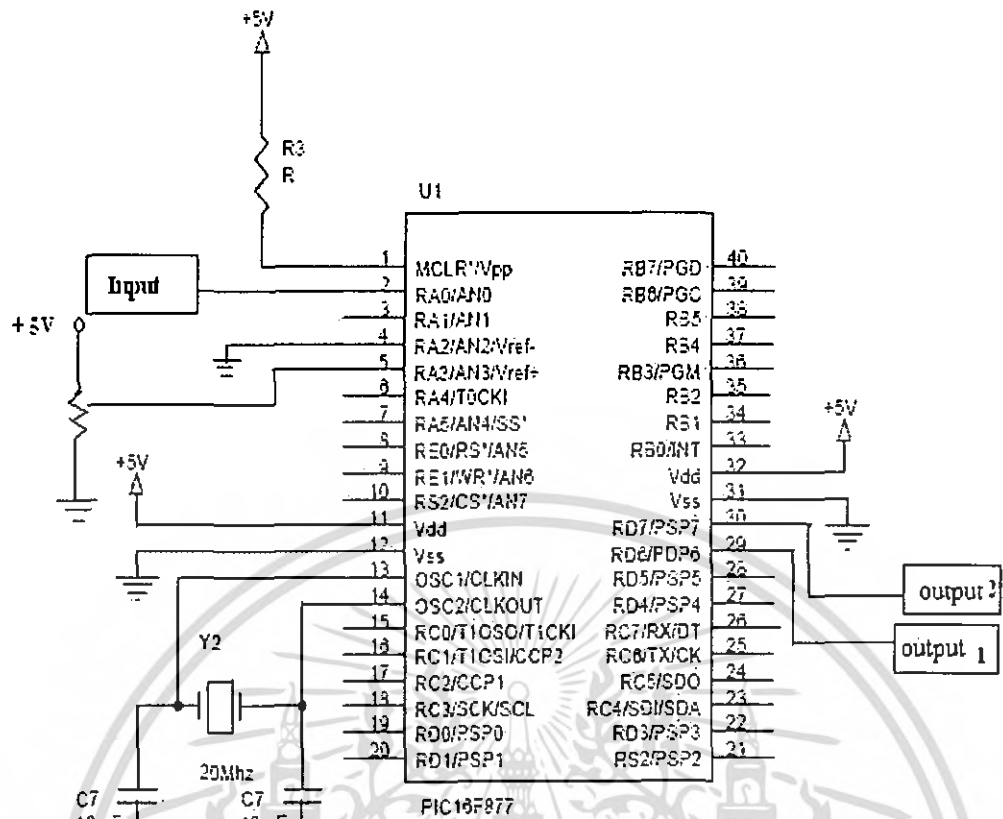 +5V
R3
R
U1
Input
+5V
+5V
+5V
1 MCLR*/Vpp
2 RA0/AN0
3 RA1/AN1
4 RA2/AN2/Vref-
5 RA2/AN3/Vref+
6 RA4/T0CKI
7 RA5/AN4/SS*
8 RE0/RS*/AN5
9 RE1/WR*/AN6
10 RS2/CS*/AN7
11 Vdd
12 Vss
13 OSC1/CLKIN
14 OSC2/CLKOUT
15 RC0/T1OSO/T1CKI
16 RC1/T1OSI/CCP2
17 RC2/CCP1
18 RC3/SCK/SCL
19 RD0/PSP0
20 RD1/PSP1
RB7/PGD 40
RB6/PGC 39
RB5 38
RB4 37
RB3/PGM 36
RB2 35
RB1 34
RB0/INT 33
Vdd 32
Vss 31
RD7/PSP7 30
RD6/PDP6 29
RD5/PSP5 28
RD4/PSP4 27
RC7/RX/DT 26
RC6/TX/CK 25
RC5/SDO 24
RC4/SDI/SDA 23
RD3/PSP3 22
RS2/PSP2 21
output 2
output 1
Y2
20Mhz
C7
C7
PIC16F877